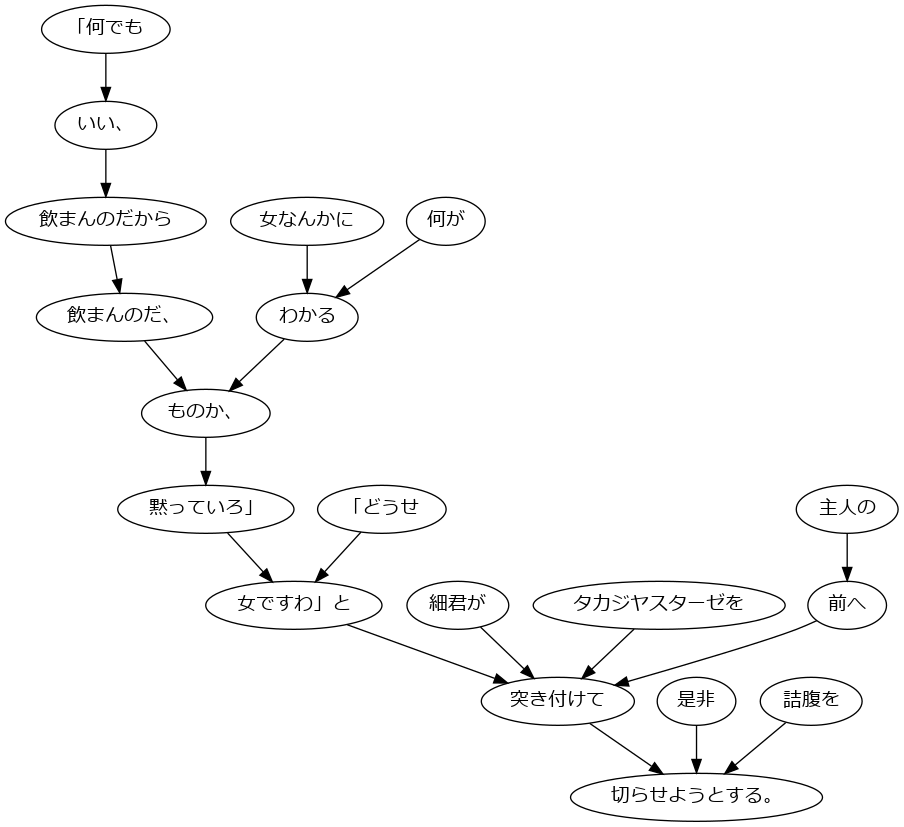 「何でも
いい、
飲まんのだから
女なんかに
何が
飲まんのだ、
わかる
ものか、
黙っていろ」
「どうせ
主人の
女ですわ」と
細君が
タカジヤスターゼを
前へ
突き付けて
是非
詰腹を
切らせようとする。